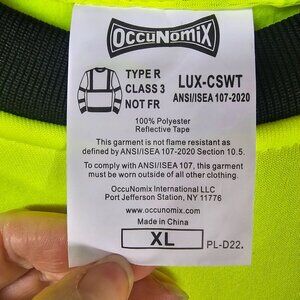 OccuNomiX
TYPE R
CLASS 3
NOT FR
LUX-CSWT
ANSI/ISEA 107-2020
100% Polyester
Reflective Tape
This garment is not flame resistant as
defined by ANSI/ISEA 107-2020 Section 10.5.
To comply with ANSI/ISEA 107, this garment
must be worn outside of all other clothing.
OccuNomix International LLC
Port Jefferson Station, NY 11776
www.occunomix.com
Made in China
XL
PL-D22.